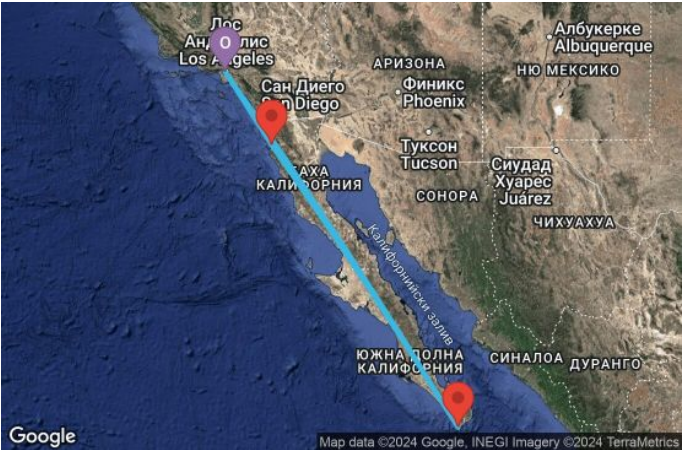 Лос
Анджелис
Los Angeles
O
Сан Диего
San Diego
АРИЗОНА
Финикс
Phoenix
Албукерке
Albuquerque
НЮ МЕКСИКО
Туксон
Tucson
Сиудад
Хуарес
Juárez
БАХА
КАЛИФОРНИЯ
СОНОРА
ЧИХУАХУА
Калифорнийски залив
ЮЖНА ДОЛНА
КАЛИФОРНИЯ
СИНАЛОА
ДУРАНГО
Google
Map data ©2024 Google, INEGI Imagery ©2024 TerraMetrics